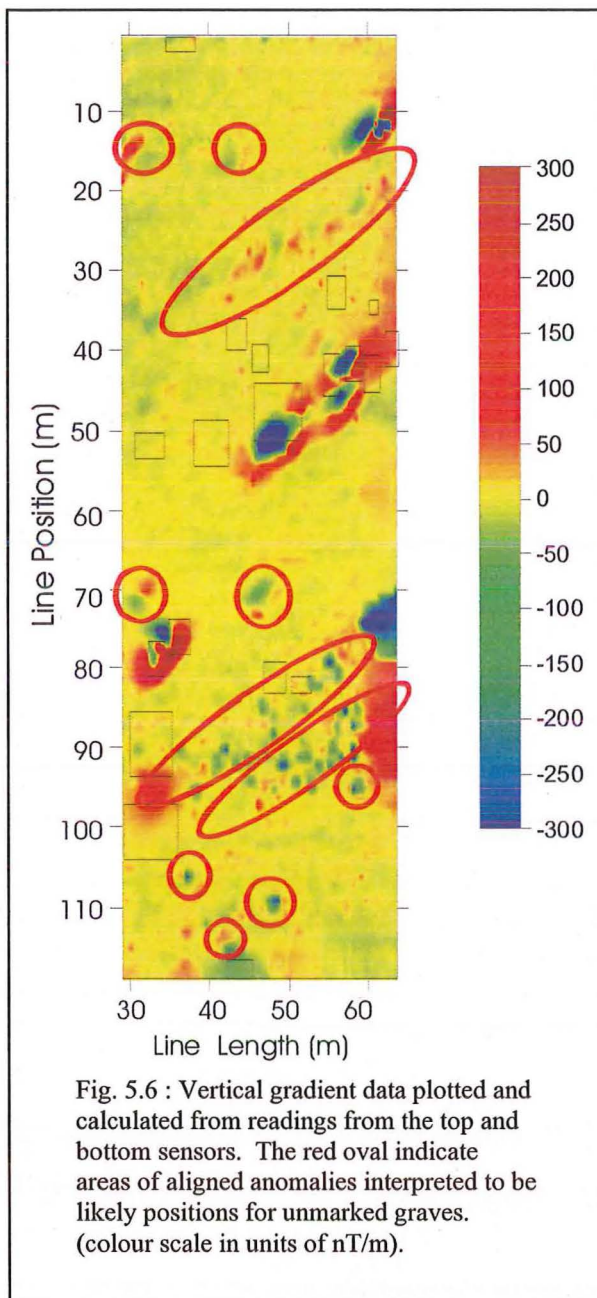 10
20
30
40
50
60
70
80
90
100
110
Line Position (m)
30 40 50 60
Line Length (m)
300
250
200
150
100
50
0
-50
-100
-150
-200
-250
-300
Fig. 5.6 : Vertical gradient data plotted and
calculated from readings from the top and
bottom sensors. The red oval indicate
areas of aligned anomalies interpreted to be
likely positions for unmarked graves.
(colour scale in units of nT/m).